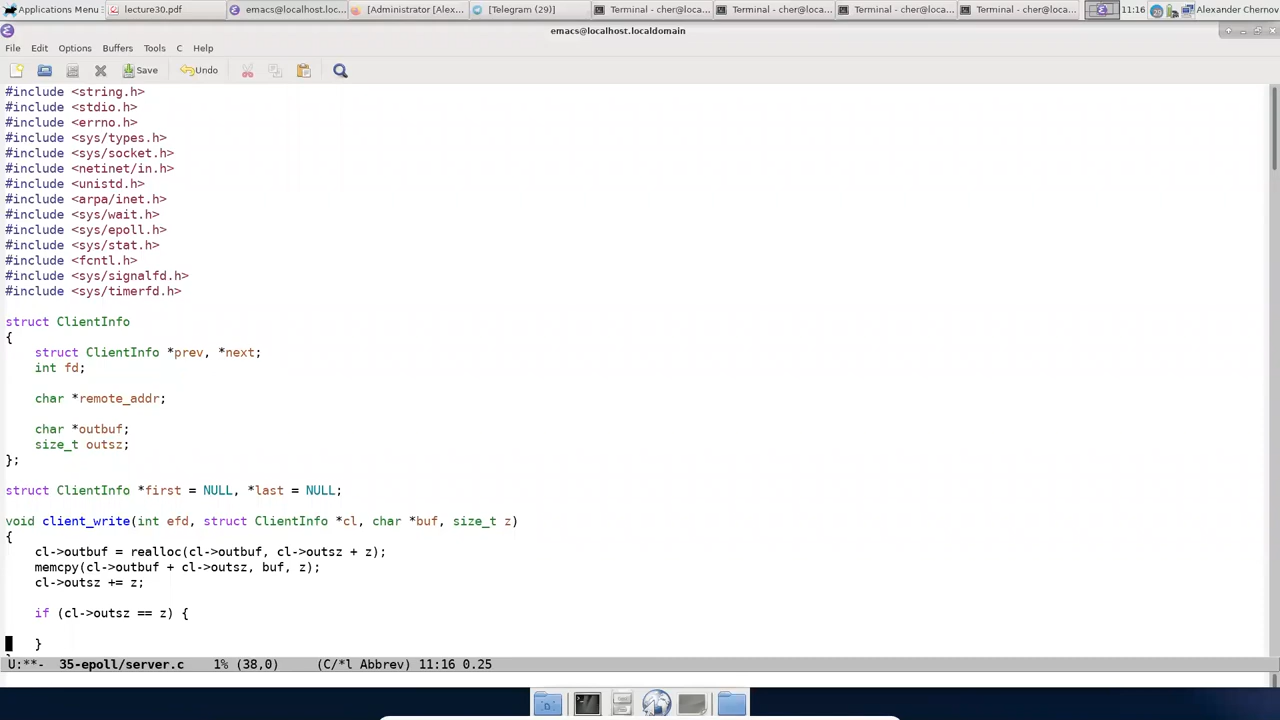 Applications Menu
lecture30.pdf
emacs@localhost.loc...
[Administrator [Alex...
[Telegram (29)]
Terminal - cher@local...
Terminal - cher@loca...
Terminal - cher@loca...
Terminal - cher@loca...
11:16
29
Alexander Chernov
emacs@localhost.localdomain
File Edit Options Buffers Tools C Help
Save Undo
#include <string.h>
#include <stdio.h>
#include <errno.h>
#include <sys/types.h>
#include <sys/socket.h>
#include <netinet/in.h>
#include <unistd.h>
#include <arpa/inet.h>
#include <sys/wait.h>
#include <sys/epoll.h>
#include <sys/stat.h>
#include <fcntl.h>
#include <sys/signalfd.h>
#include <sys/timerfd.h>
struct ClientInfo
{
struct ClientInfo *prev, *next;
int fd;
char *remote_addr;
char *outbuf;
size_t outsz;
};
struct ClientInfo *first = NULL, *last = NULL;
void client_write(int efd, struct ClientInfo *cl, char *buf, size_t z)
{
cl->outbuf = realloc(cl->outbuf, cl->outsz + z);
memcpy(cl->outbuf + cl->outsz, buf, z);
cl->outsz += z;
if (cl->outsz == z) {
}
U:**- 35-epoll/server.c 1% (38,0) (C/*l Abbrev) 11:16 0.25